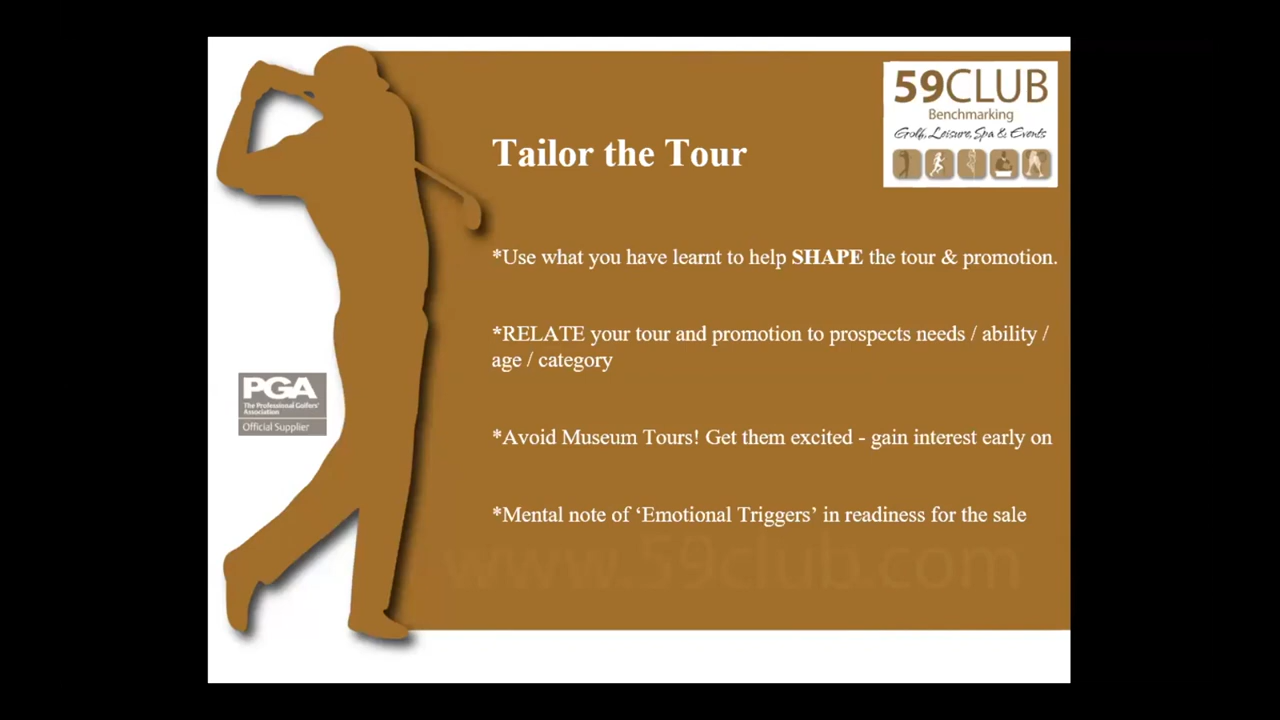 59CLUB
Benchmarking
Golf, Leisure, Spa & Events
Tailor the Tour
*Use what you have learnt to help SHAPE the tour & promotion.
*RELATE your tour and promotion to prospects needs / ability /
age / category
PGA
The Professional Golfers'
Association
Official Supplier
*Avoid Museum Tours! Get them excited - gain interest early on
*Mental note of ‘Emotional Triggers’ in readiness for the sale
www.59club.com